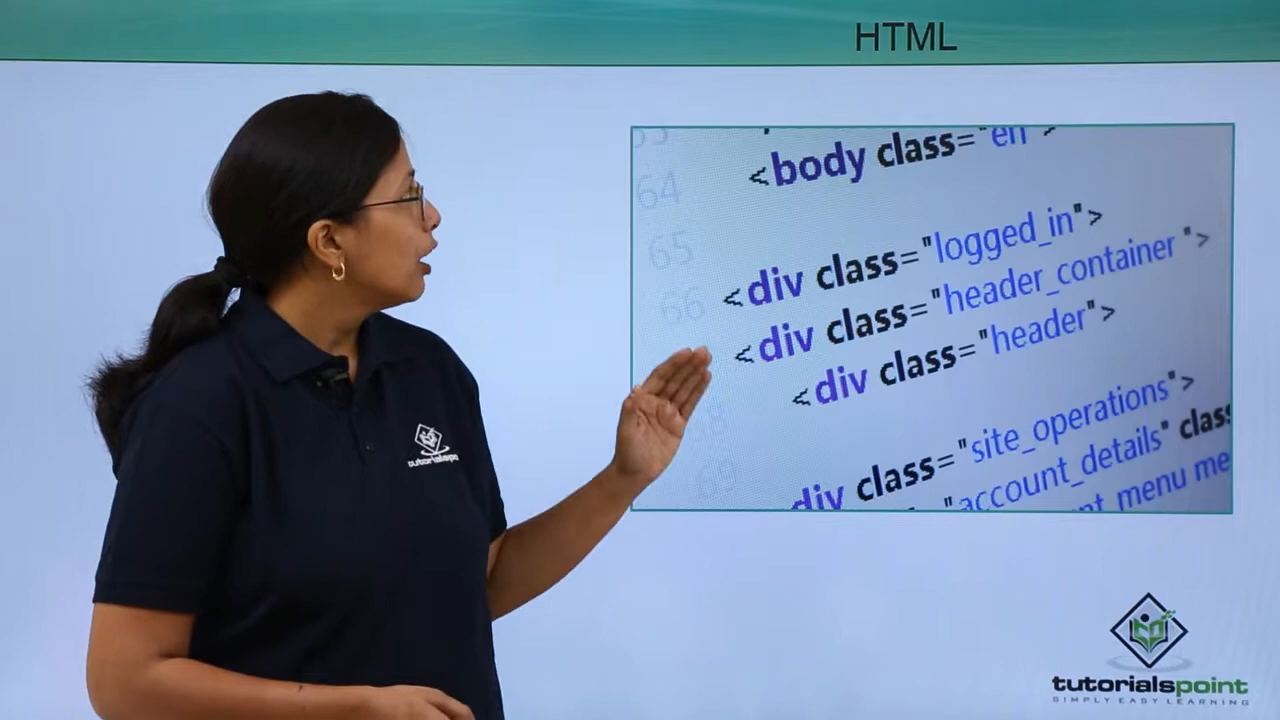 HTML
64 <body class="en">
65
66 <div class="logged_in">
<div class="header_container">
<div class="header">
69 div class="site_operations">
"account_details" class
menu me
tutorialspoint
tutorialspoint
SIMPLY EASY LEARNING